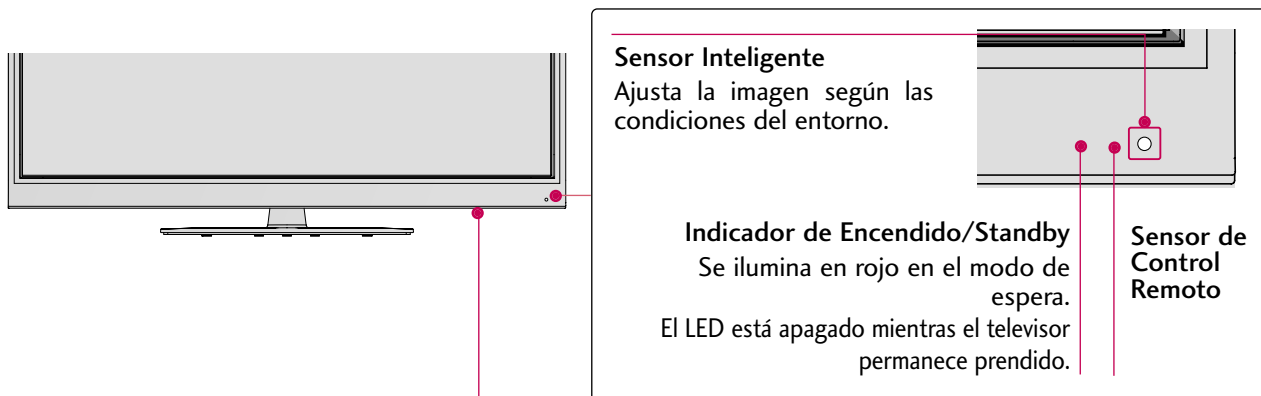 Sensor Inteligente
Ajusta la imagen según las
condiciones del entorno.
Indicador de Encendido/Standby
Se ilumina en rojo en el modo de
espera.
El LED está apagado mientras el televisor
permanece prendido.
Sensor de
Control
Remoto